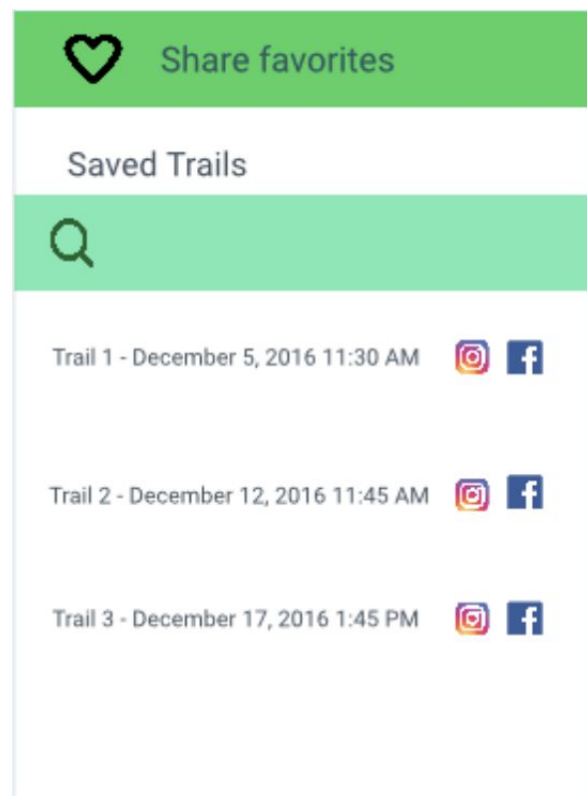 Share favorites
Saved Trails
Trail 1 - December 5, 2016 11:30 AM
Trail 2 - December 12, 2016 11:45 AM
Trail 3 - December 17, 2016 1:45 PM